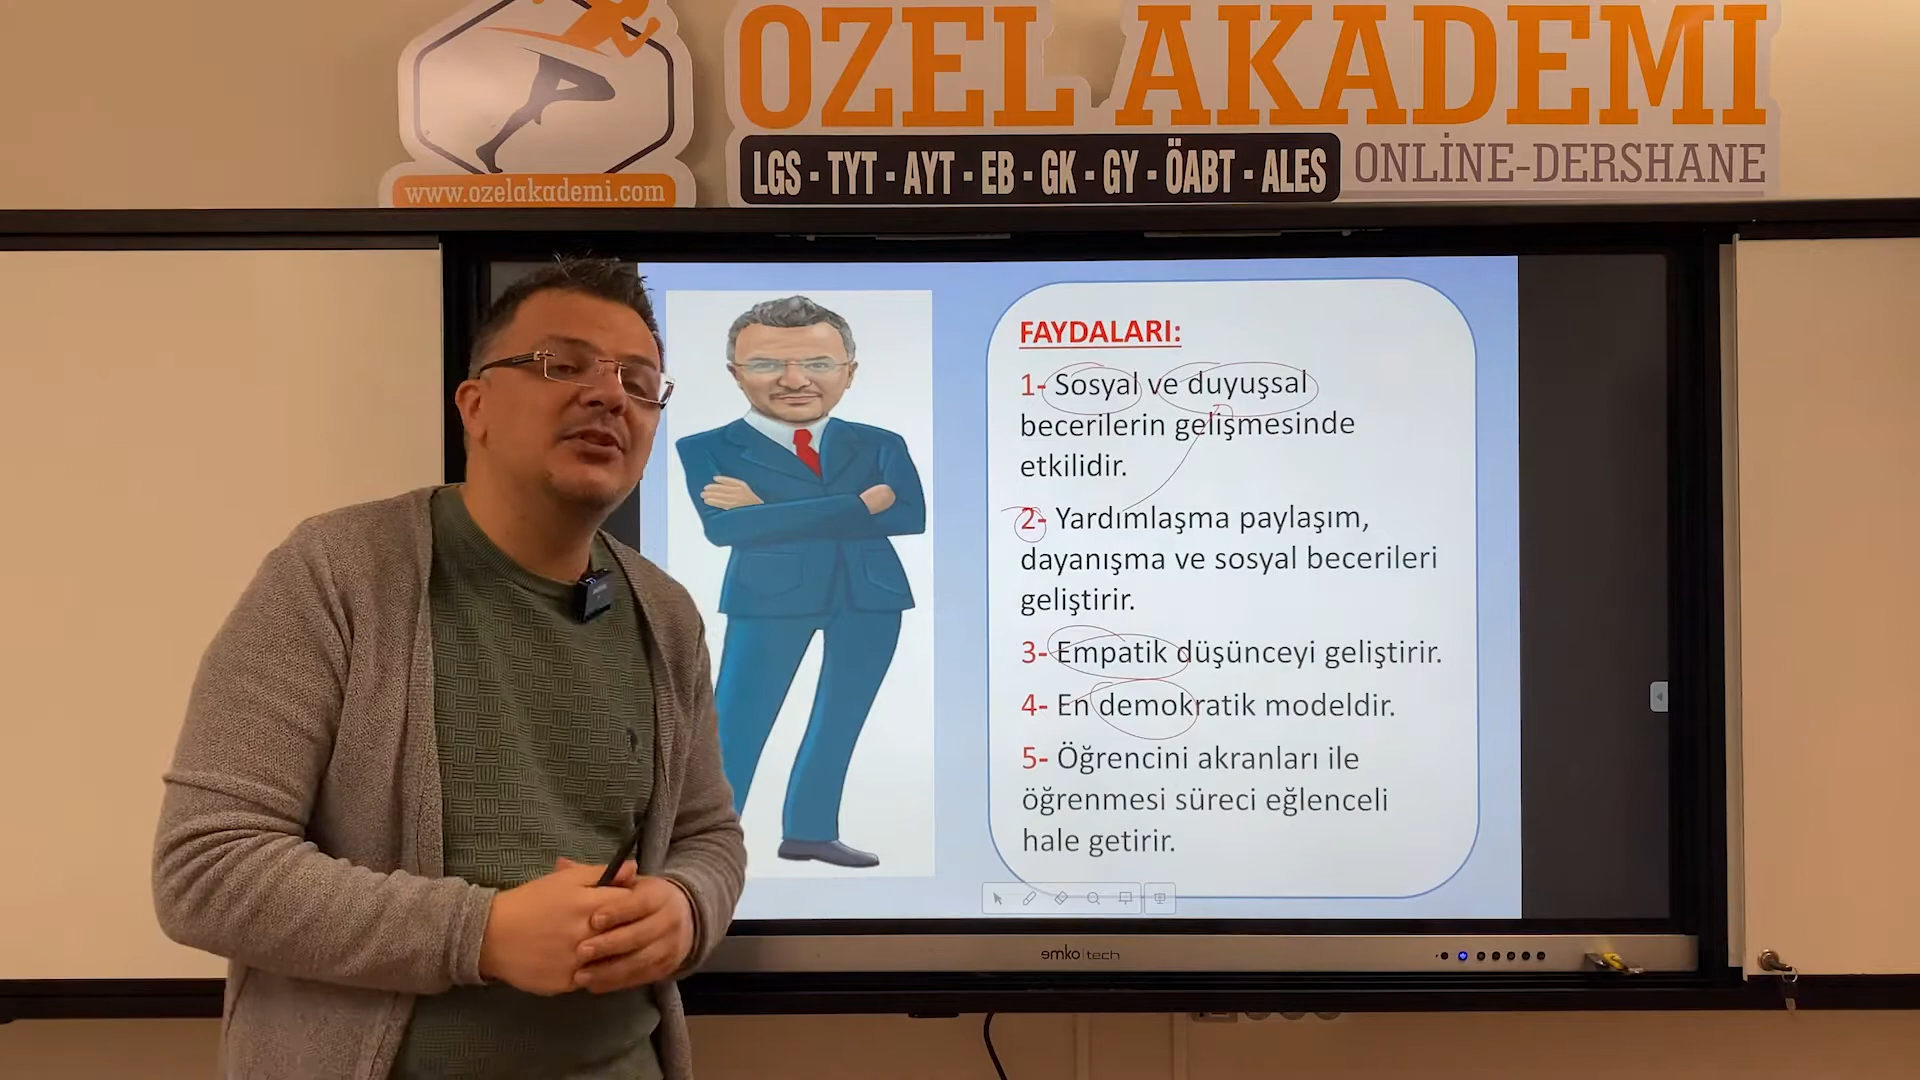 OZEL AKADEMİ
LGS - TYT - AYT - EB - GK - GY - ÖABT - ALES
ONLİNE-DERSHANE
www.ozelakademi.com
FAYDALARI:
1- Sosyal ve duyuşsal
becerilerin gelişmesinde
etkilidir.
2- Yardımlaşma paylaşım,
dayanışma ve sosyal becerileri
geliştirir.
3- Empatik düşünceyi geliştirir.
4- En demokratik modeldir.
5- Öğrencini akranları ile
öğrenmesi süreci eğlenceli
hale getirir.
emko|tech